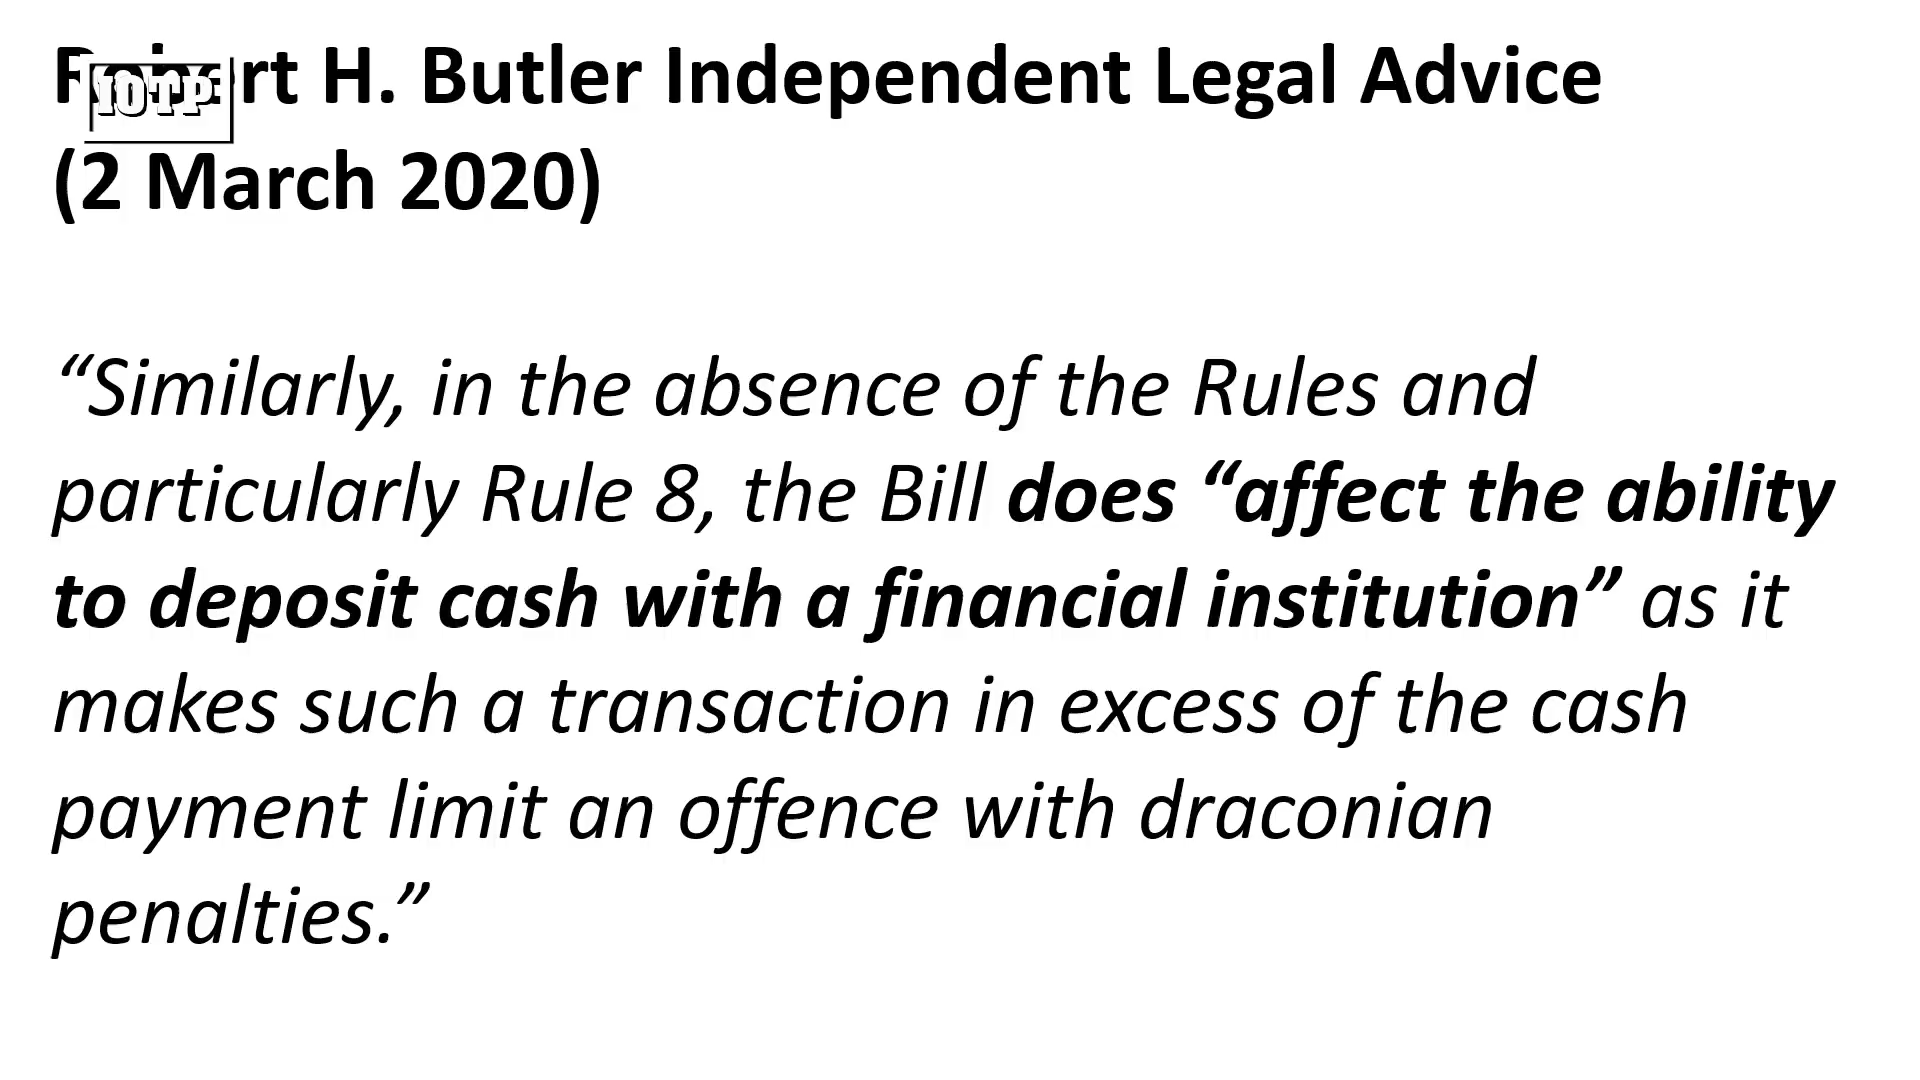 H. Butler Independent Legal Advice
(2 March 2020)
IOTP
“Similarly, in the absence of the Rules and
particularly Rule 8, the Bill does “affect the ability
to deposit cash with a financial institution” as it
makes such a transaction in excess of the cash
payment limit an offence with draconian
penalties.”